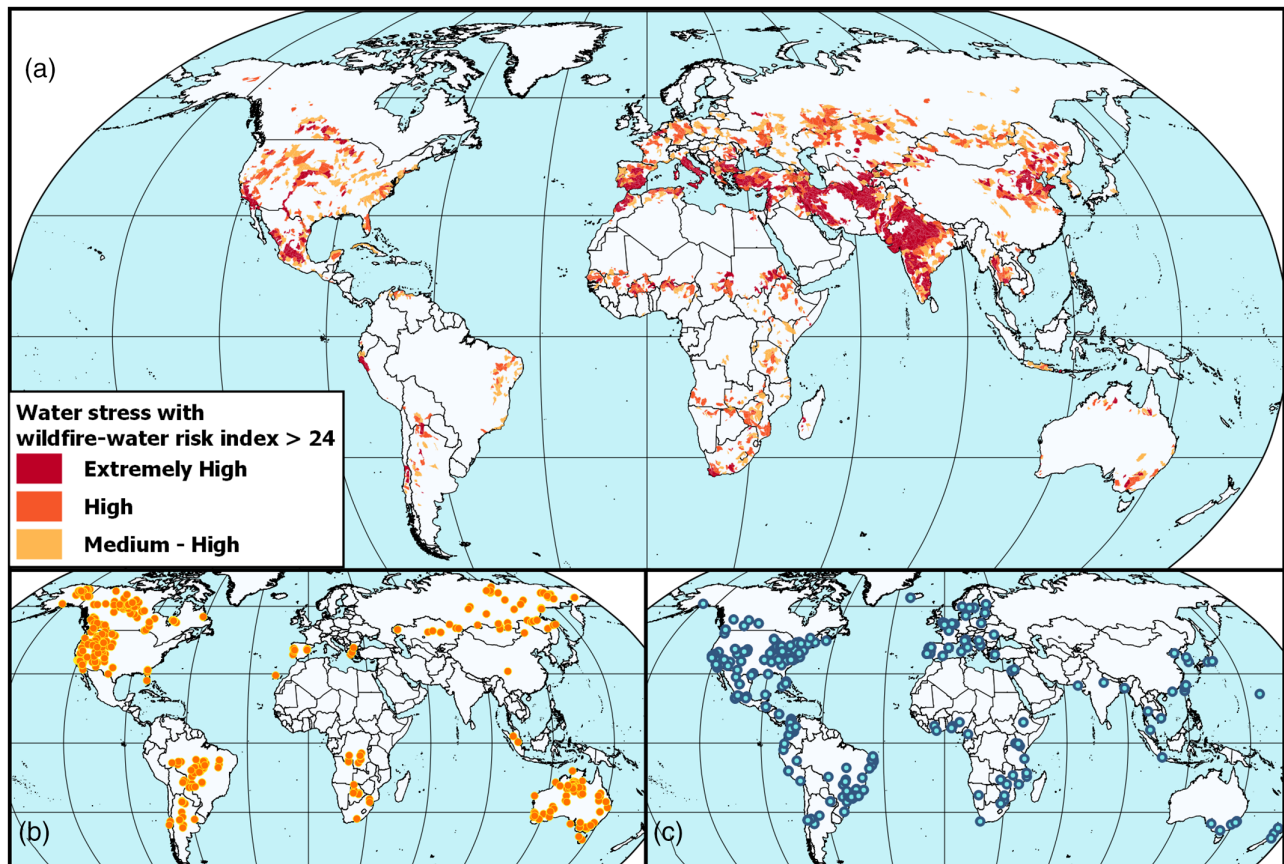 (a)
Water stress with
wildfire-water risk index > 24
Extremely High
High
Medium - High
(b)
(c)